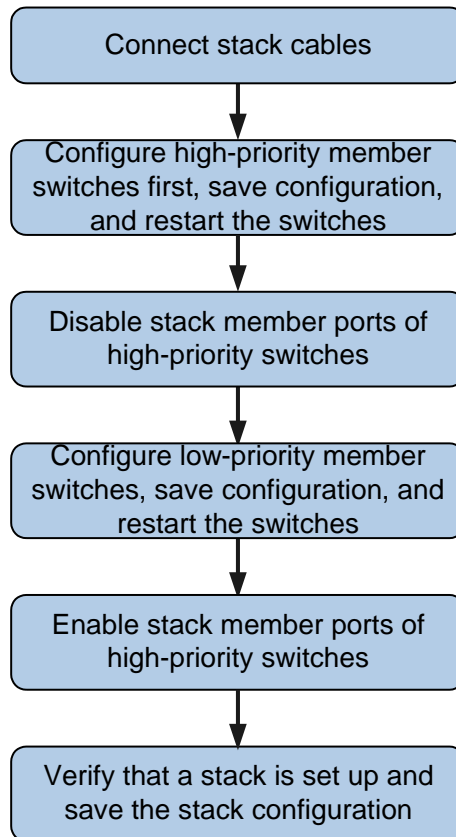 Connect stack cables
Configure high-priority member
switches first, save configuration,
and restart the switches
Disable stack member ports of
high-priority switches
Configure low-priority member
switches, save configuration, and
restart the switches
Enable stack member ports of
high-priority switches
Verify that a stack is set up and
save the stack configuration